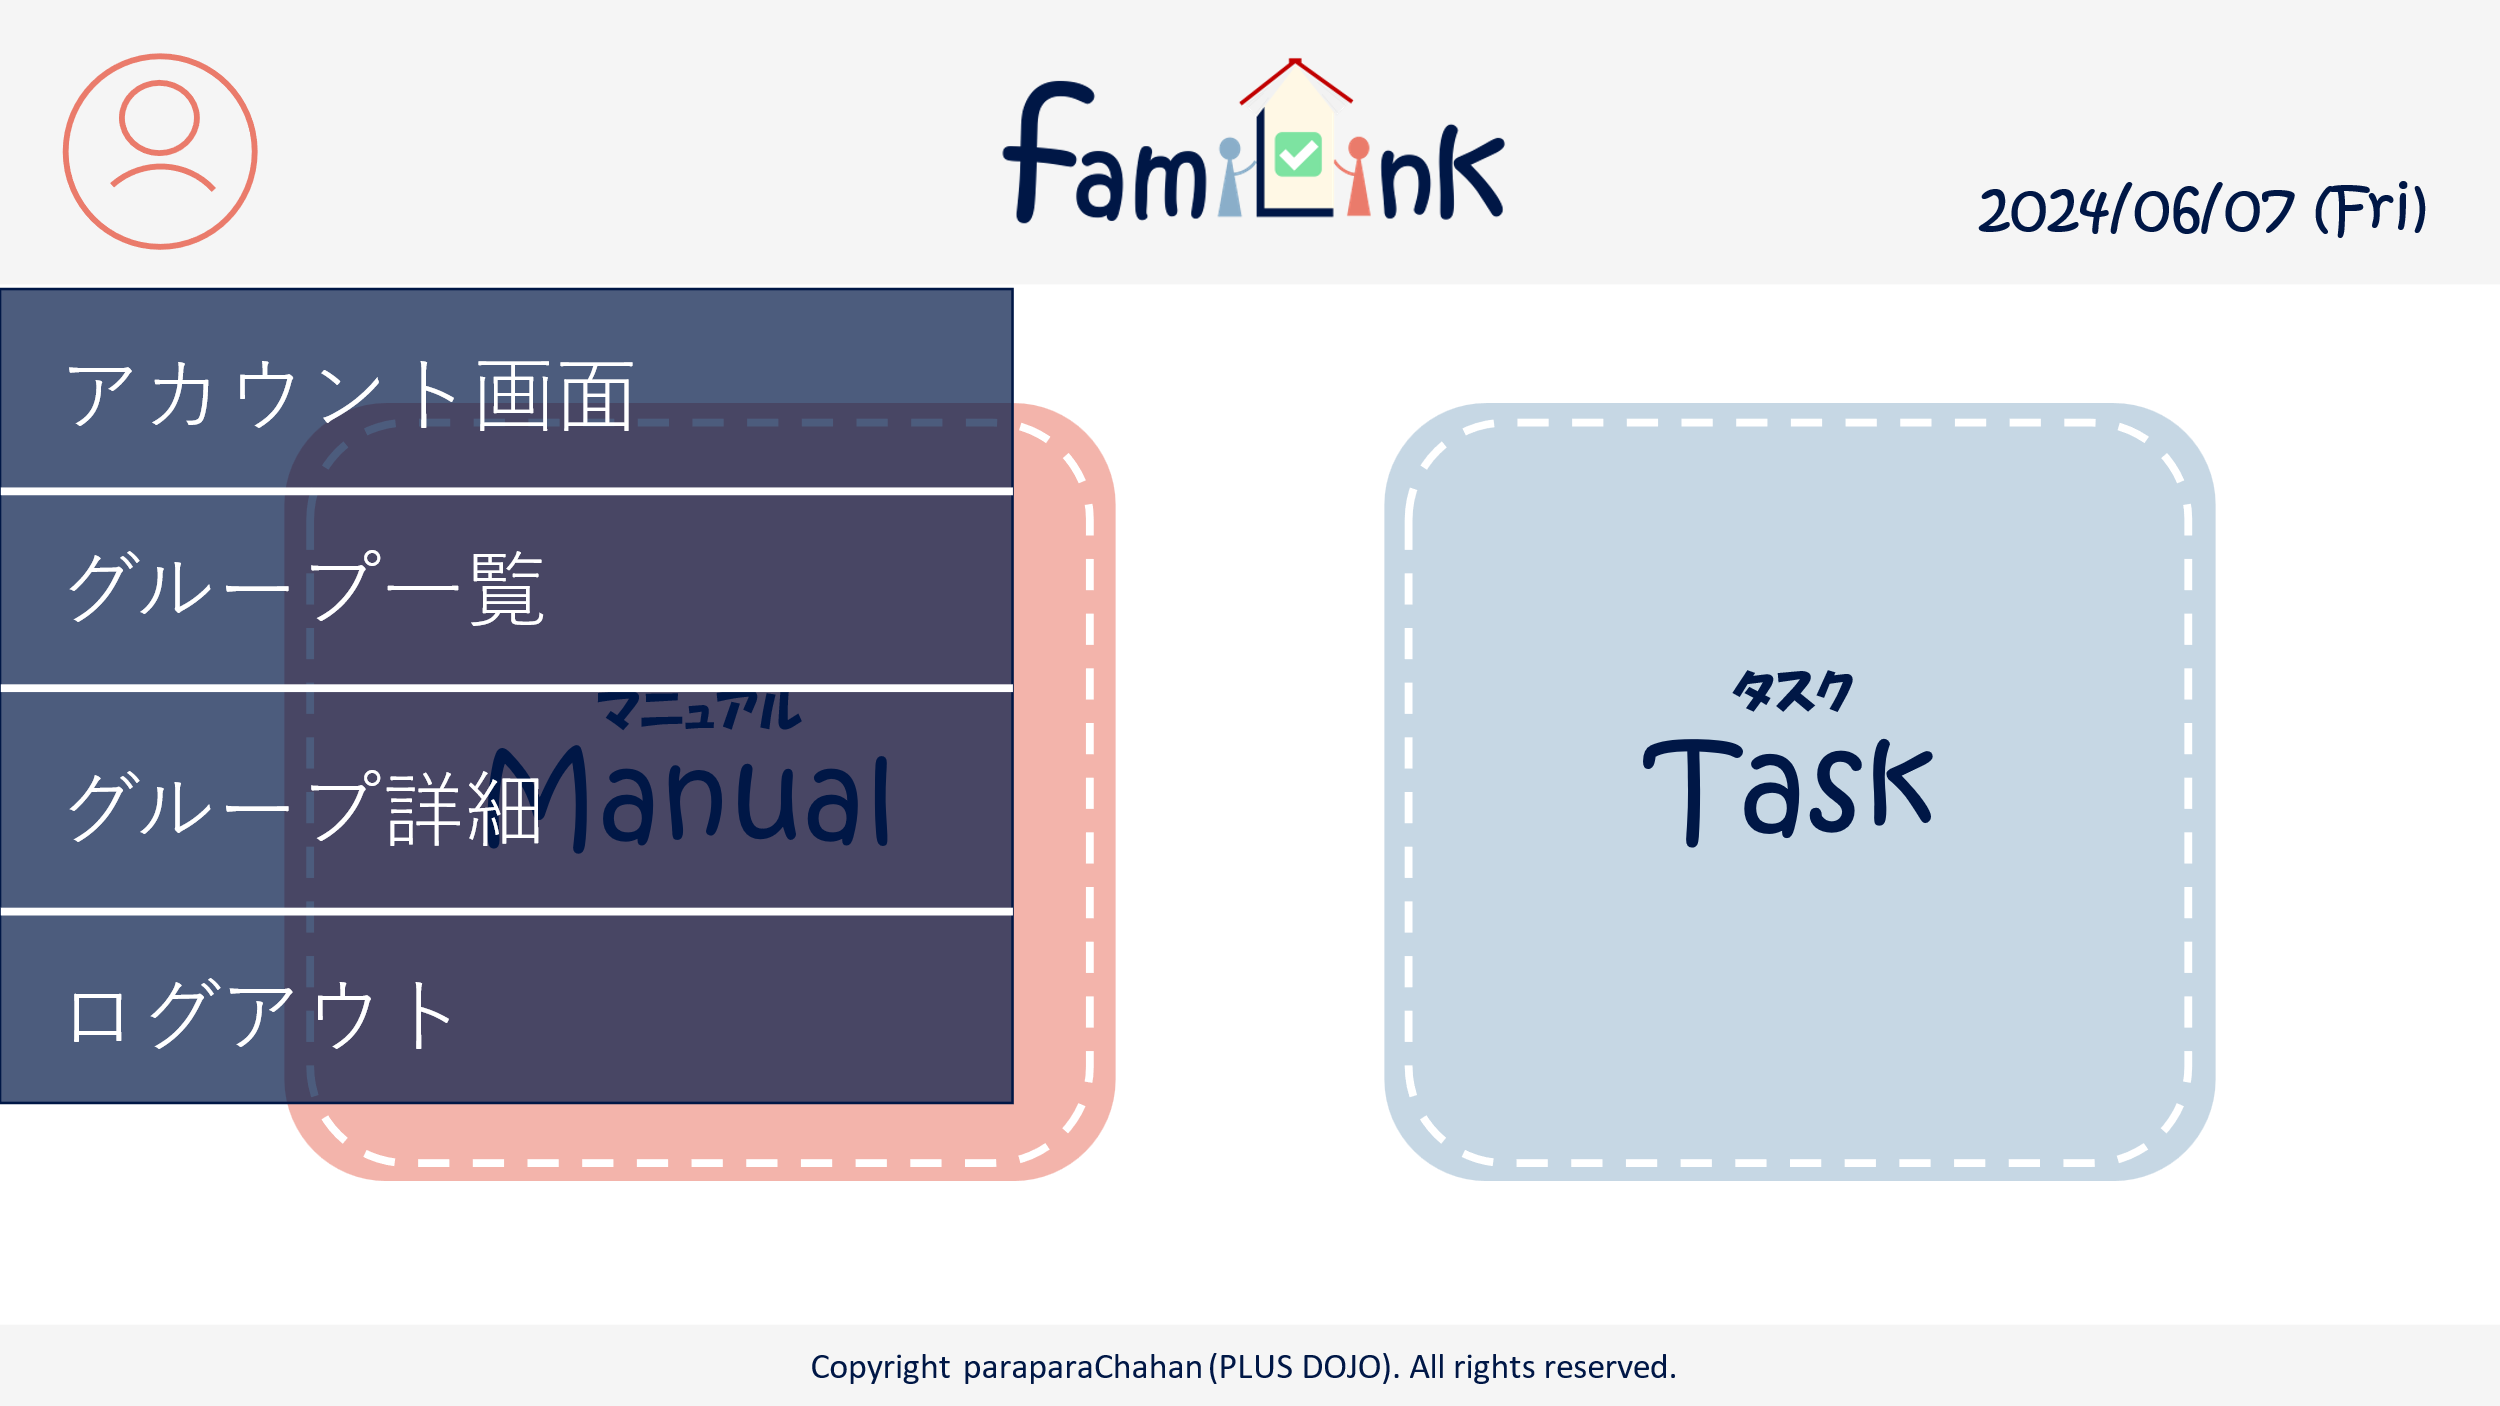 famLink
2024/06/07 (Fri)
アカウント画面
グループ一覧
グループ詳細
ログアウト
マニュアル
Manual
タスク
Task
Copyright paraparaChahan (PLUS DOJO). All rights reserved.